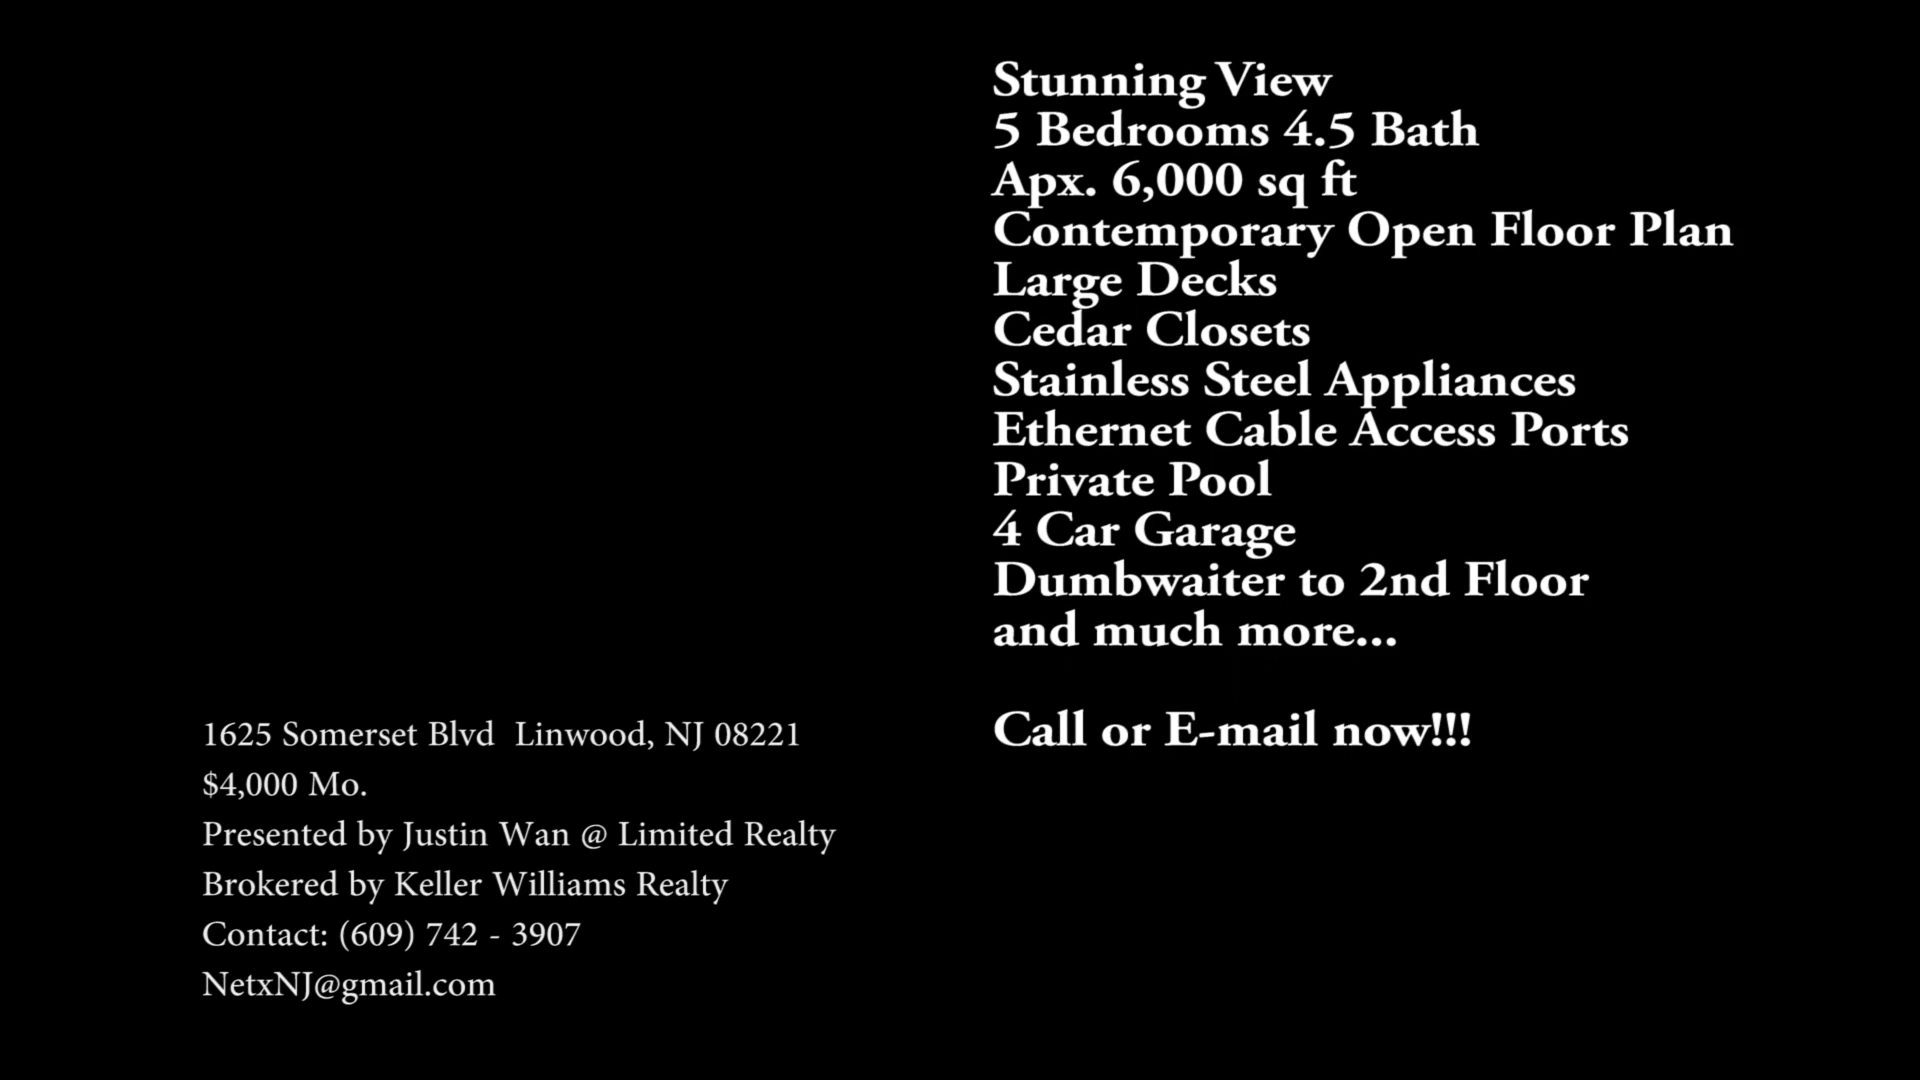 Stunning View
5 Bedrooms 4.5 Bath
Apx. 6,000 sq ft
Contemporary Open Floor Plan
Large Decks
Cedar Closets
Stainless Steel Appliances
Ethernet Cable Access Ports
Private Pool
4 Car Garage
Dumbwaiter to 2nd Floor
and much more...
Call or E-mail now!!!
1625 Somerset Blvd  Linwood, NJ 08221
$4,000 Mo.
Presented by Justin Wan @ Limited Realty
Brokered by Keller Williams Realty
Contact: (609) 742 - 3907
NetxNJ@gmail.com